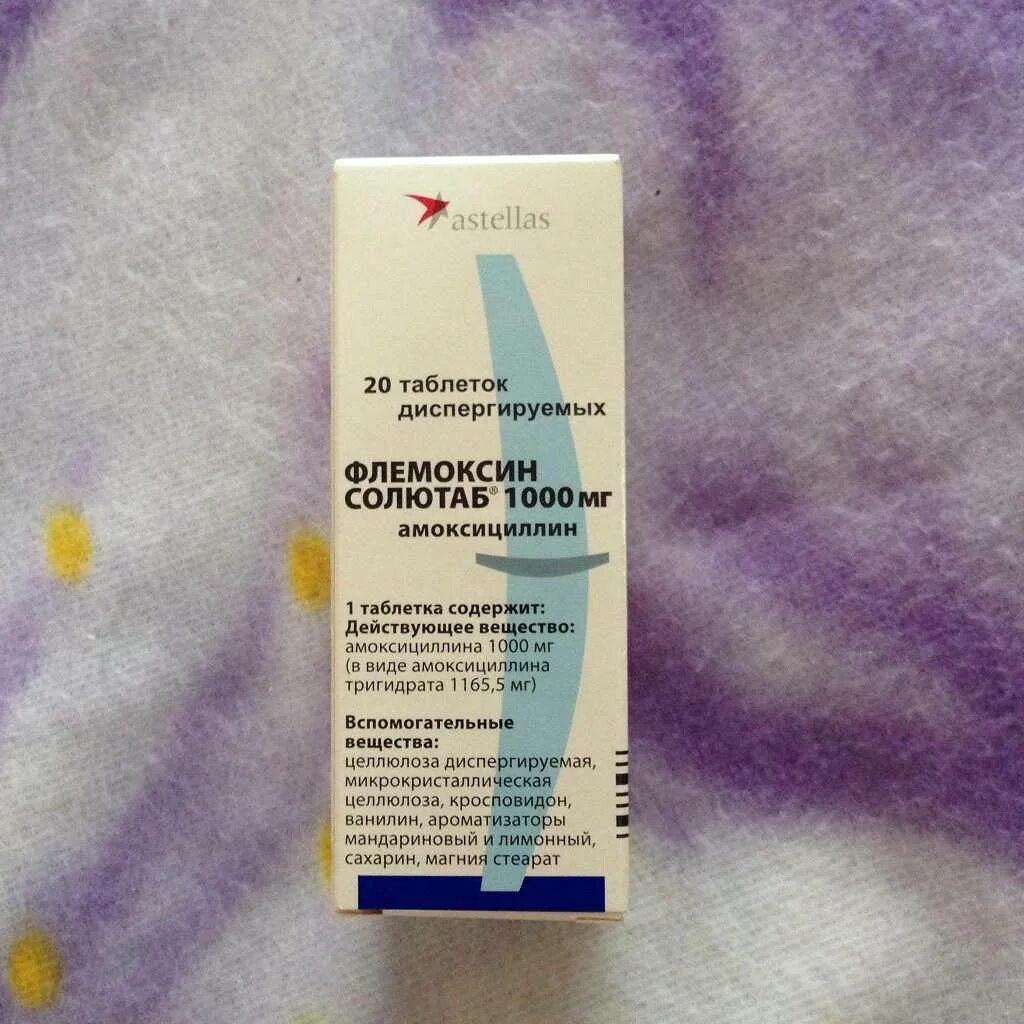 astellas
20 таблеток
диспергируемых
ФЛЕМОКСИН
СОЛЮТАБ® 1000 мг
амоксициллин
1 таблетка содержит:
Действующее вещество:
амоксициллина 1000 мг
(в виде амоксициллина
тригидрата 1165,5 мг)
Вспомогательные
вещества:
целлюлоза диспергируемая,
микрокристаллическая
целлюлоза, кросповидон,
ванилин, ароматизаторы
мандариновый и лимонный,
сахарин, магния стеарат